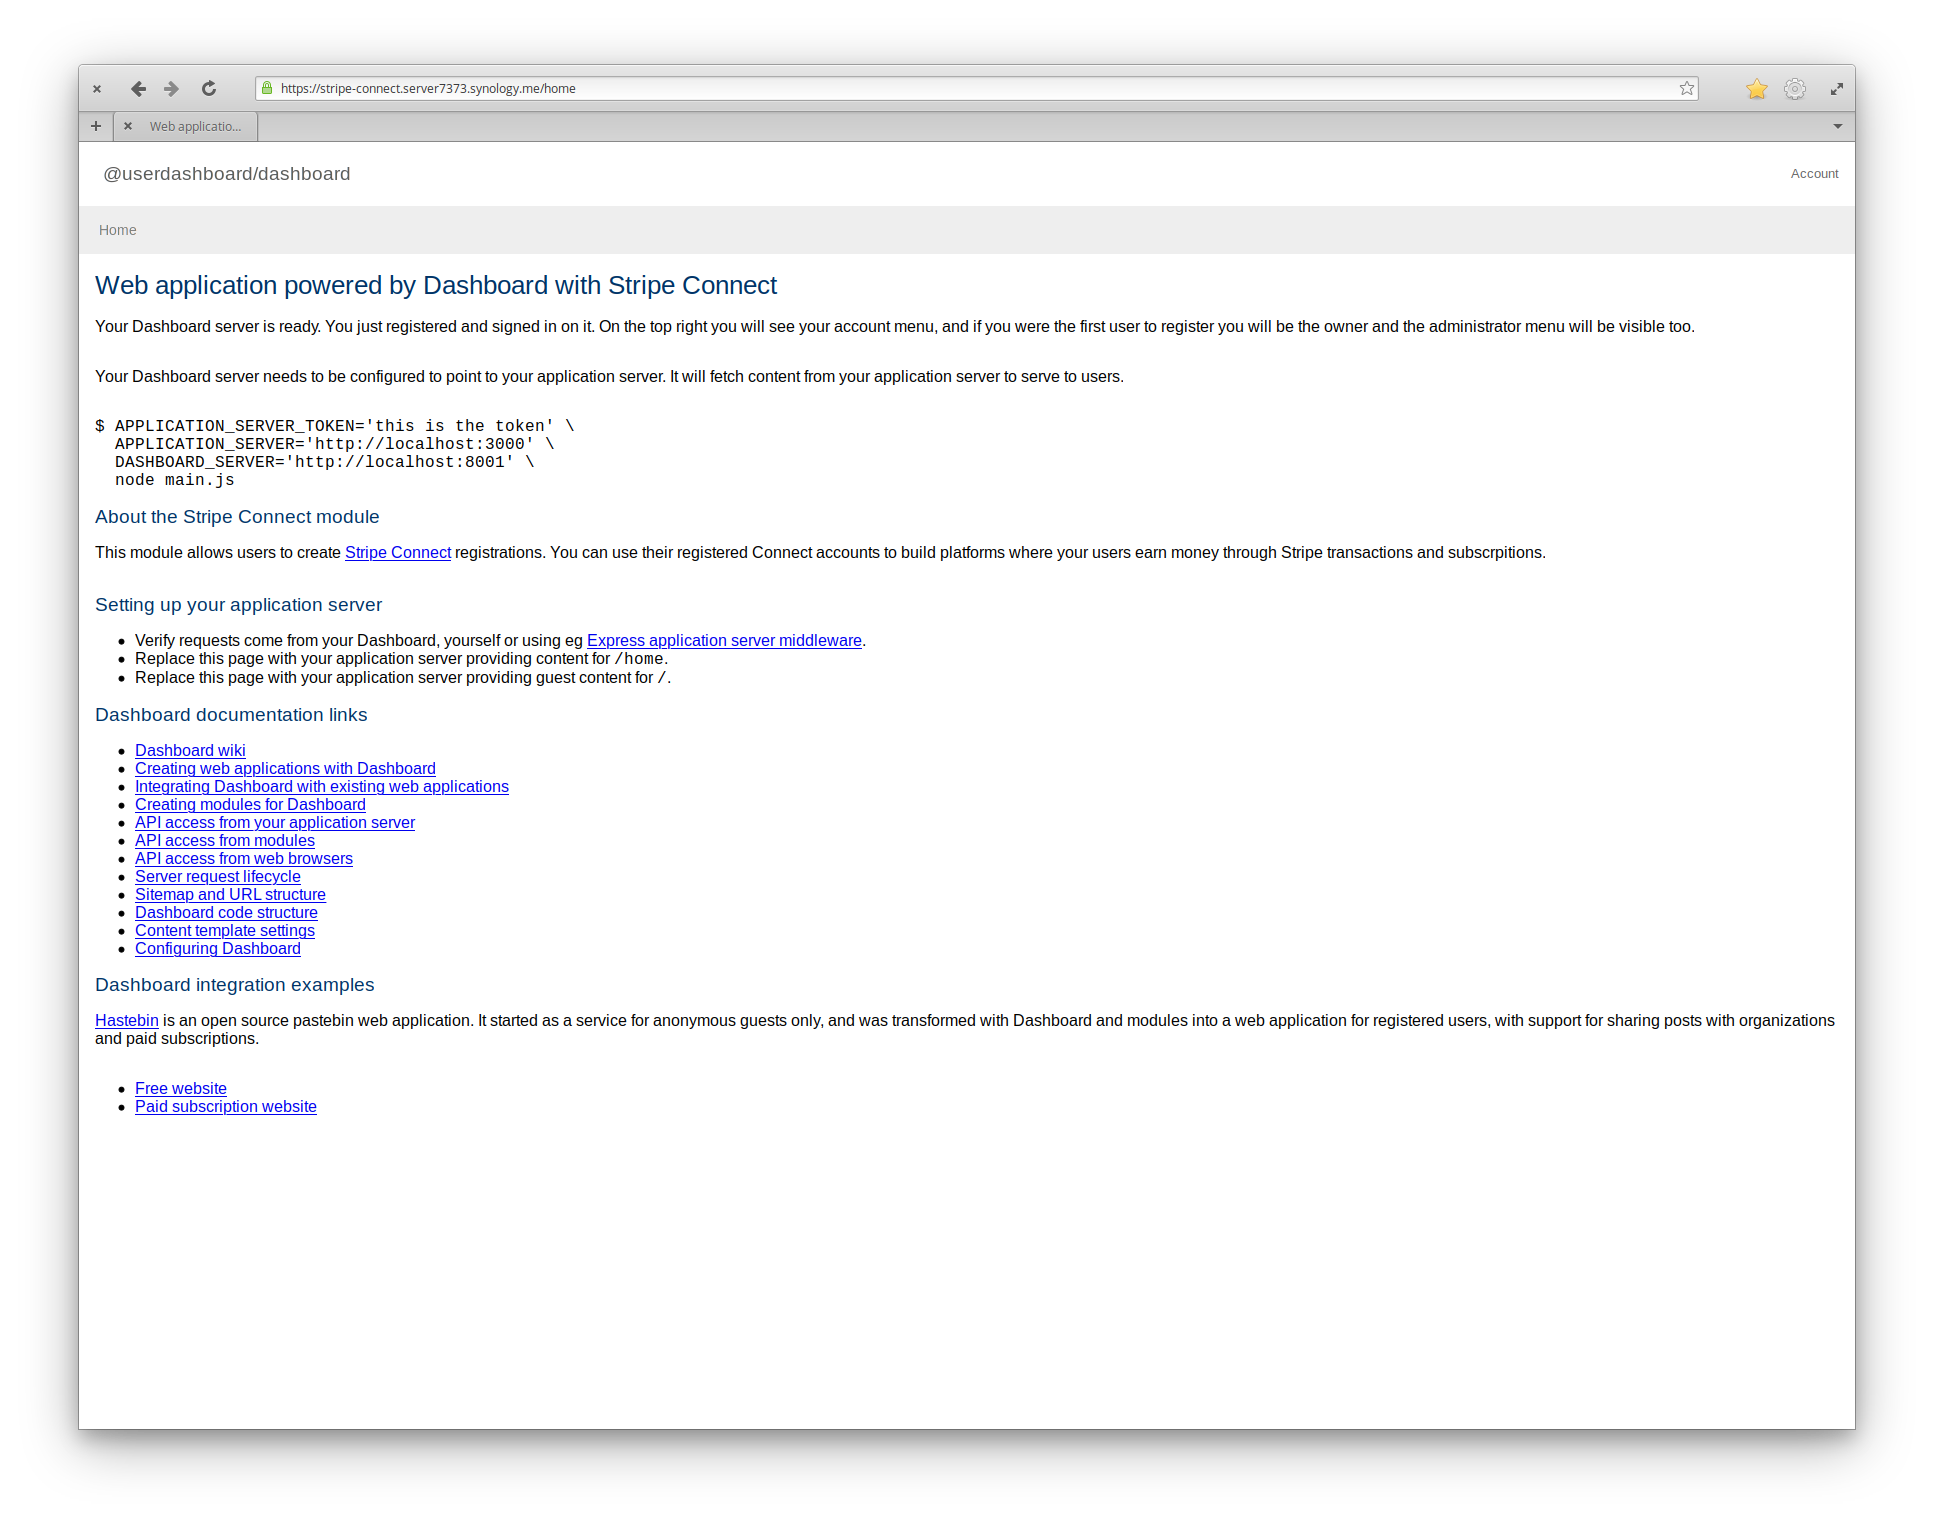 https://stripe-connect.server7373.synology.me/home
Web applicatio...
@userdashboard/dashboard
Account
Home
Web application powered by Dashboard with Stripe Connect
Your Dashboard server is ready. You just registered and signed in on it. On the top right you will see your account menu, and if you were the first user to register you will be the owner and the administrator menu will be visible too.
Your Dashboard server needs to be configured to point to your application server. It will fetch content from your application server to serve to users.
$ APPLICATION_SERVER_TOKEN='this is the token' \
  APPLICATION_SERVER='http://localhost:3000' \
  DASHBOARD_SERVER='http://localhost:8001' \
  node main.js
About the Stripe Connect module
This module allows users to create Stripe Connect registrations. You can use their registered Connect accounts to build platforms where your users earn money through Stripe transactions and subscrpitions.
Setting up your application server
• Verify requests come from your Dashboard, yourself or using eg Express application server middleware.
• Replace this page with your application server providing content for /home.
• Replace this page with your application server providing guest content for /.
Dashboard documentation links
• Dashboard wiki
• Creating web applications with Dashboard
• Integrating Dashboard with existing web applications
• Creating modules for Dashboard
• API access from your application server
• API access from modules
• API access from web browsers
• Server request lifecycle
• Sitemap and URL structure
• Dashboard code structure
• Content template settings
• Configuring Dashboard
Dashboard integration examples
Hastebin is an open source pastebin web application. It started as a service for anonymous guests only, and was transformed with Dashboard and modules into a web application for registered users, with support for sharing posts with organizations
and paid subscriptions.
• Free website
• Paid subscription website